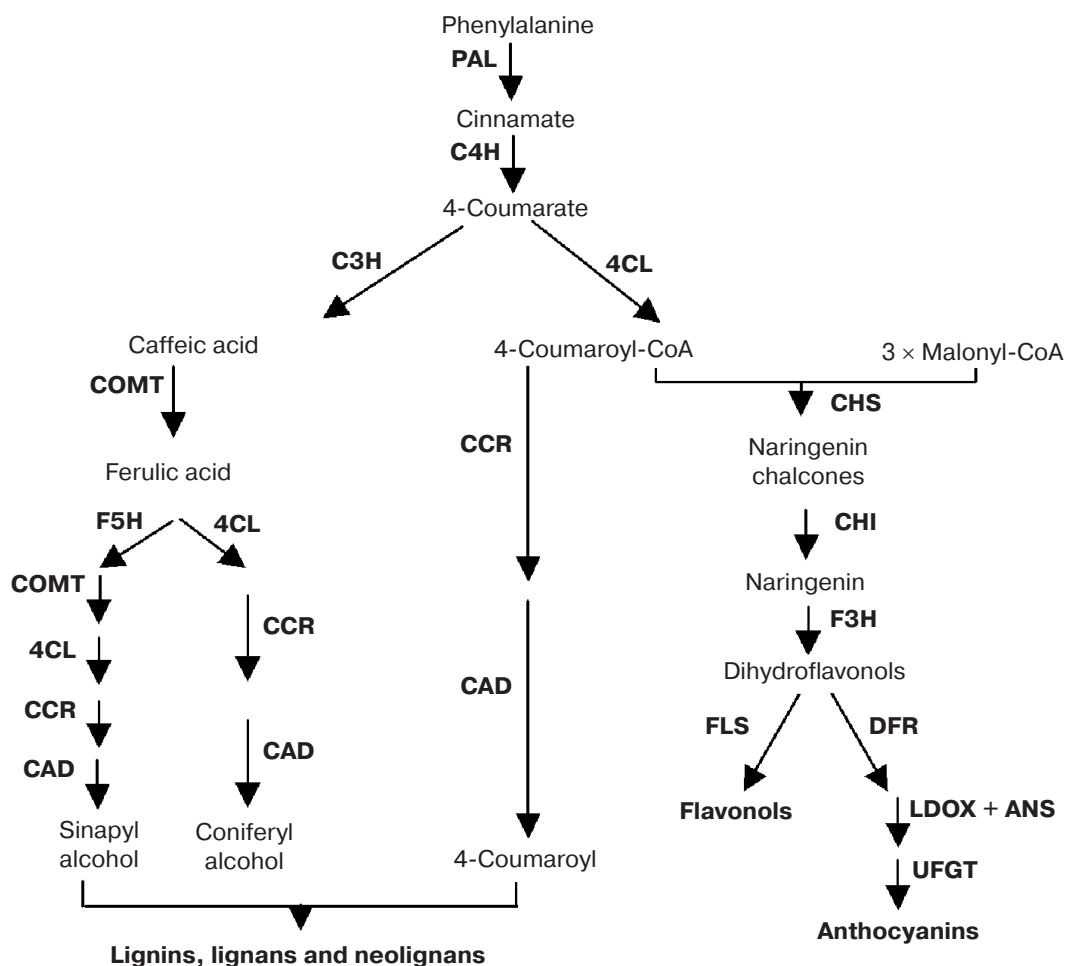 Phenylalanine
PAL
Cinnamate
C4H
4-Coumarate
C3H
4CL
Caffeic acid
4-Coumaroyl-CoA
3 × Malonyl-CoA
COMT
CHS
CCR
Naringenin
chalcones
Ferulic acid
F5H
4CL
CHI
COMT
Naringenin
CCR
F3H
4CL
Dihydroflavonols
CAD
CCR
FLS
DFR
CAD
CAD
Flavonols
LDOX + ANS
Sinapyl
alcohol
Coniferyl
alcohol
4-Coumaroyl
UFGT
Anthocyanins
Lignins, lignans and neolignans